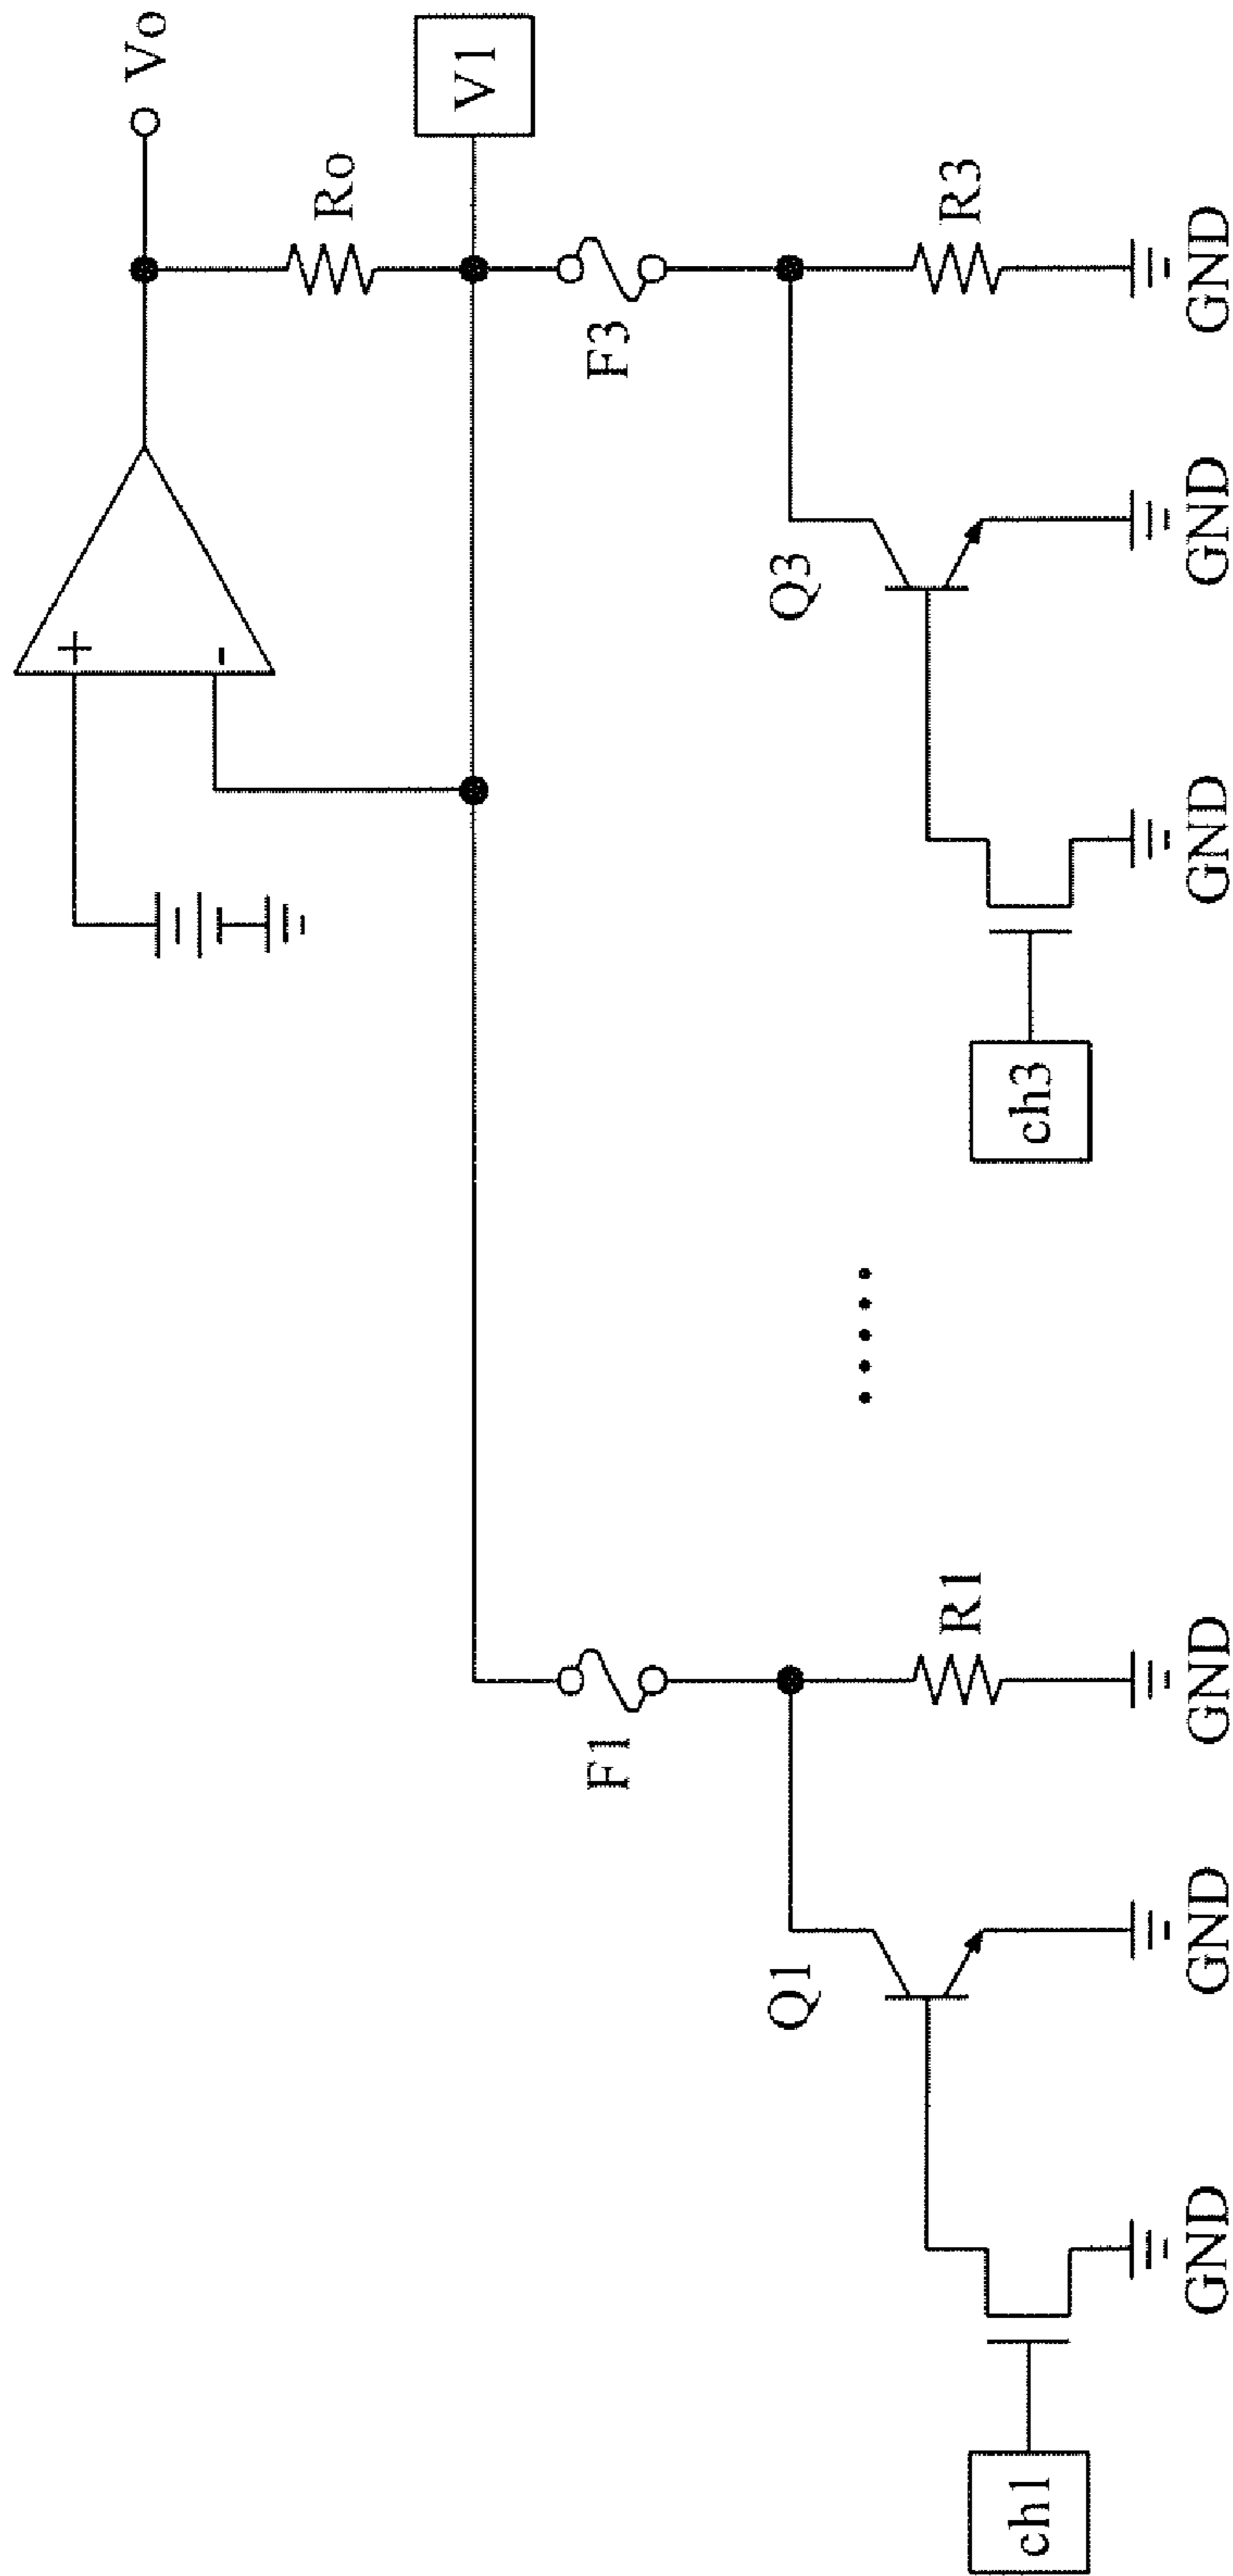 Vo
Ro
V1
+
-
F1
F3
Q1
R1
Q3
R3
ch1
ch3
GND
GND
GND
GND
GND
GND